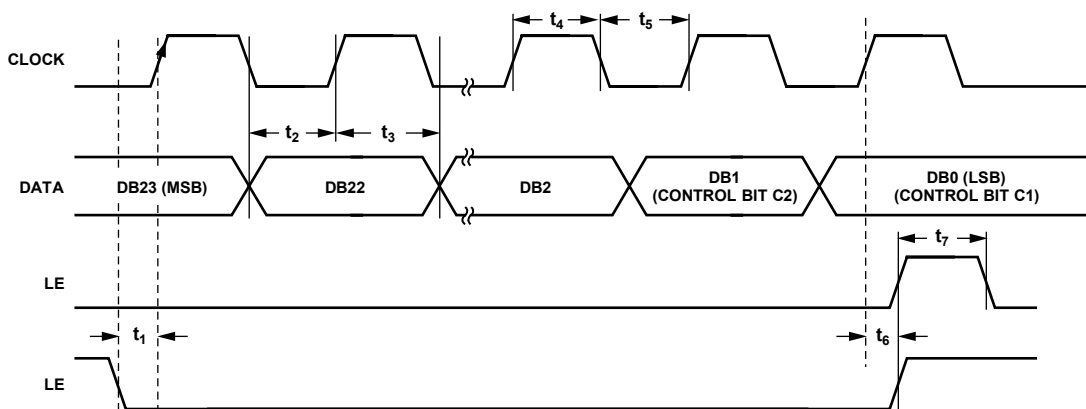 t4
t5
CLOCK
t2
t3
DATA
DB23 (MSB)
DB22
DB2
DB1
(CONTROL BIT C2)
DB0 (LSB)
(CONTROL BIT C1)
t7
LE
t1
t6
LE